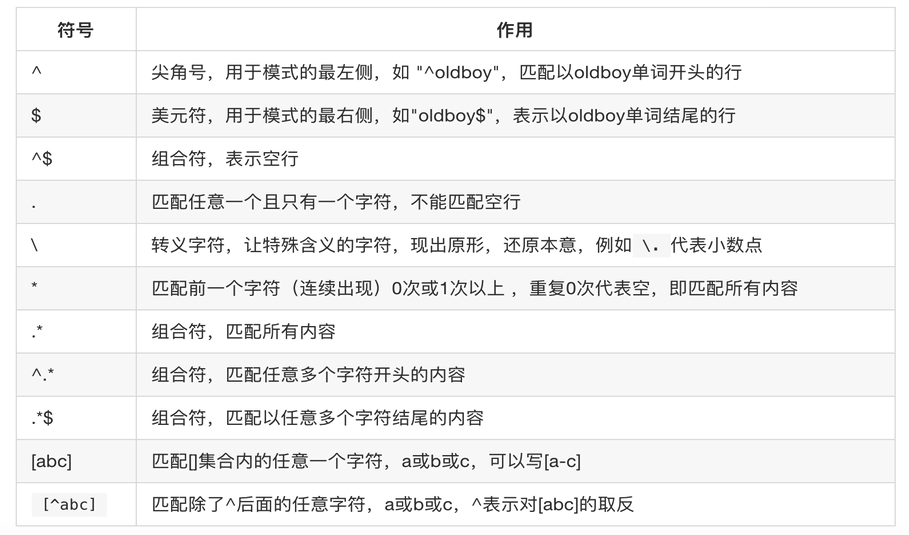 符号 作用
^ 尖角号，用于模式的最左侧，如 "^oldboy"，匹配以oldboy单词开头的行
$ 美元符，用于模式的最右侧，如"oldboy$"，表示以oldboy单词结尾的行
^$ 组合符，表示空行
. 匹配任意一个且只有一个字符，不能匹配空行
\ 转义字符，让特殊含义的字符，现出原形，还原本意，例如 \. 代表小数点
* 匹配前一个字符（连续出现）0次或1次以上 ，重复0次代表空，即匹配所有内容
.* 组合符，匹配所有内容
^.* 组合符，匹配任意多个字符开头的内容
.*$ 组合符，匹配以任意多个字符结尾的内容
[abc] 匹配[]集合内的任意一个字符，a或b或c，可以写[a-c]
[^abc] 匹配除了^后面的任意字符，a或b或c，^表示对[abc]的取反